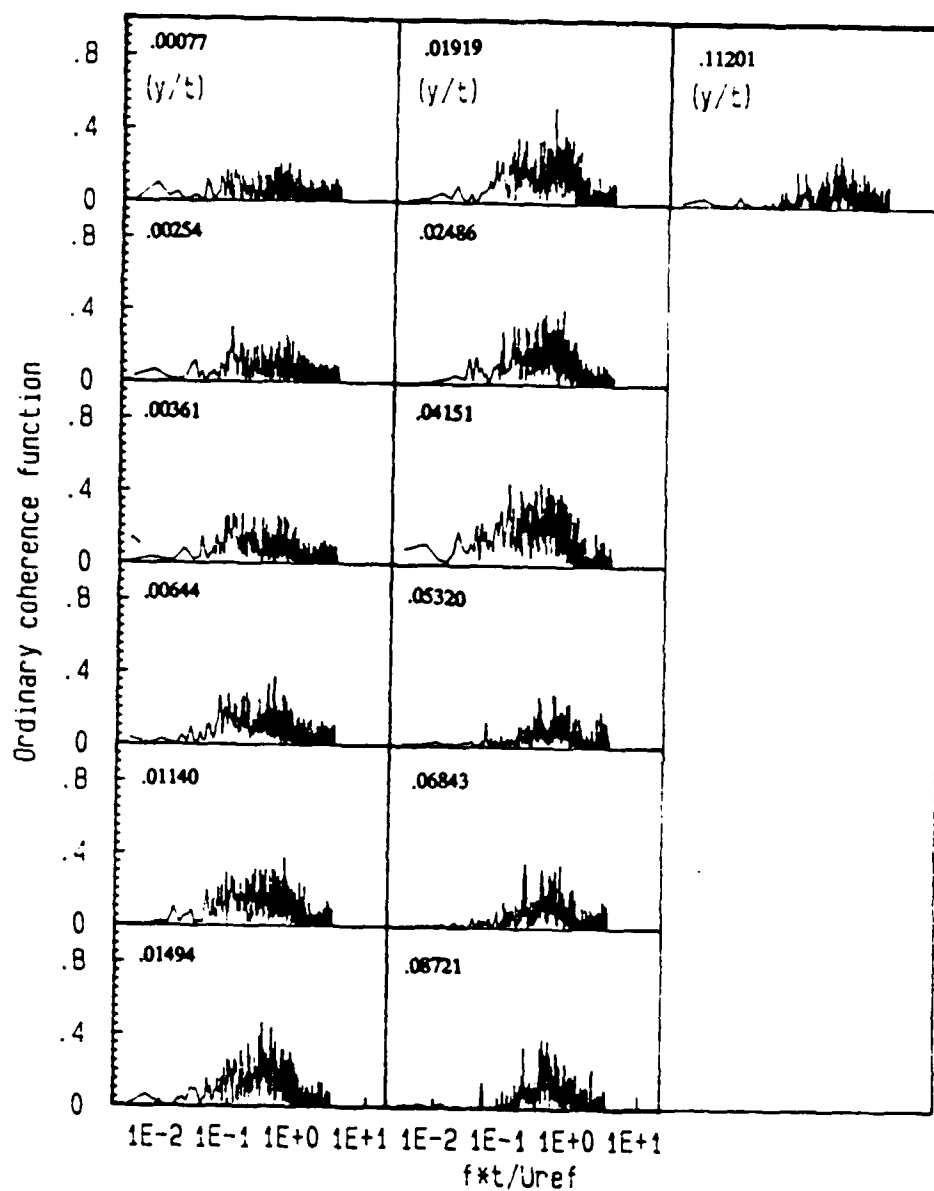 .8 .00077 .01919 .11201
(y/t) (y/t) (y/t)
.4
0
.8 .00254 .02486
.4
0
.8 .00361 .04151
.4
0
.8 .00644 .05320
.4
0
.8 .01140 .06843
.4
0
.8 .01494 .08721
.4
0
Ordinary coherence function
1E-2 1E-1 1E+0 1E+1 1E-2 1E-1 1E+0 1E+1
f*t/Uref